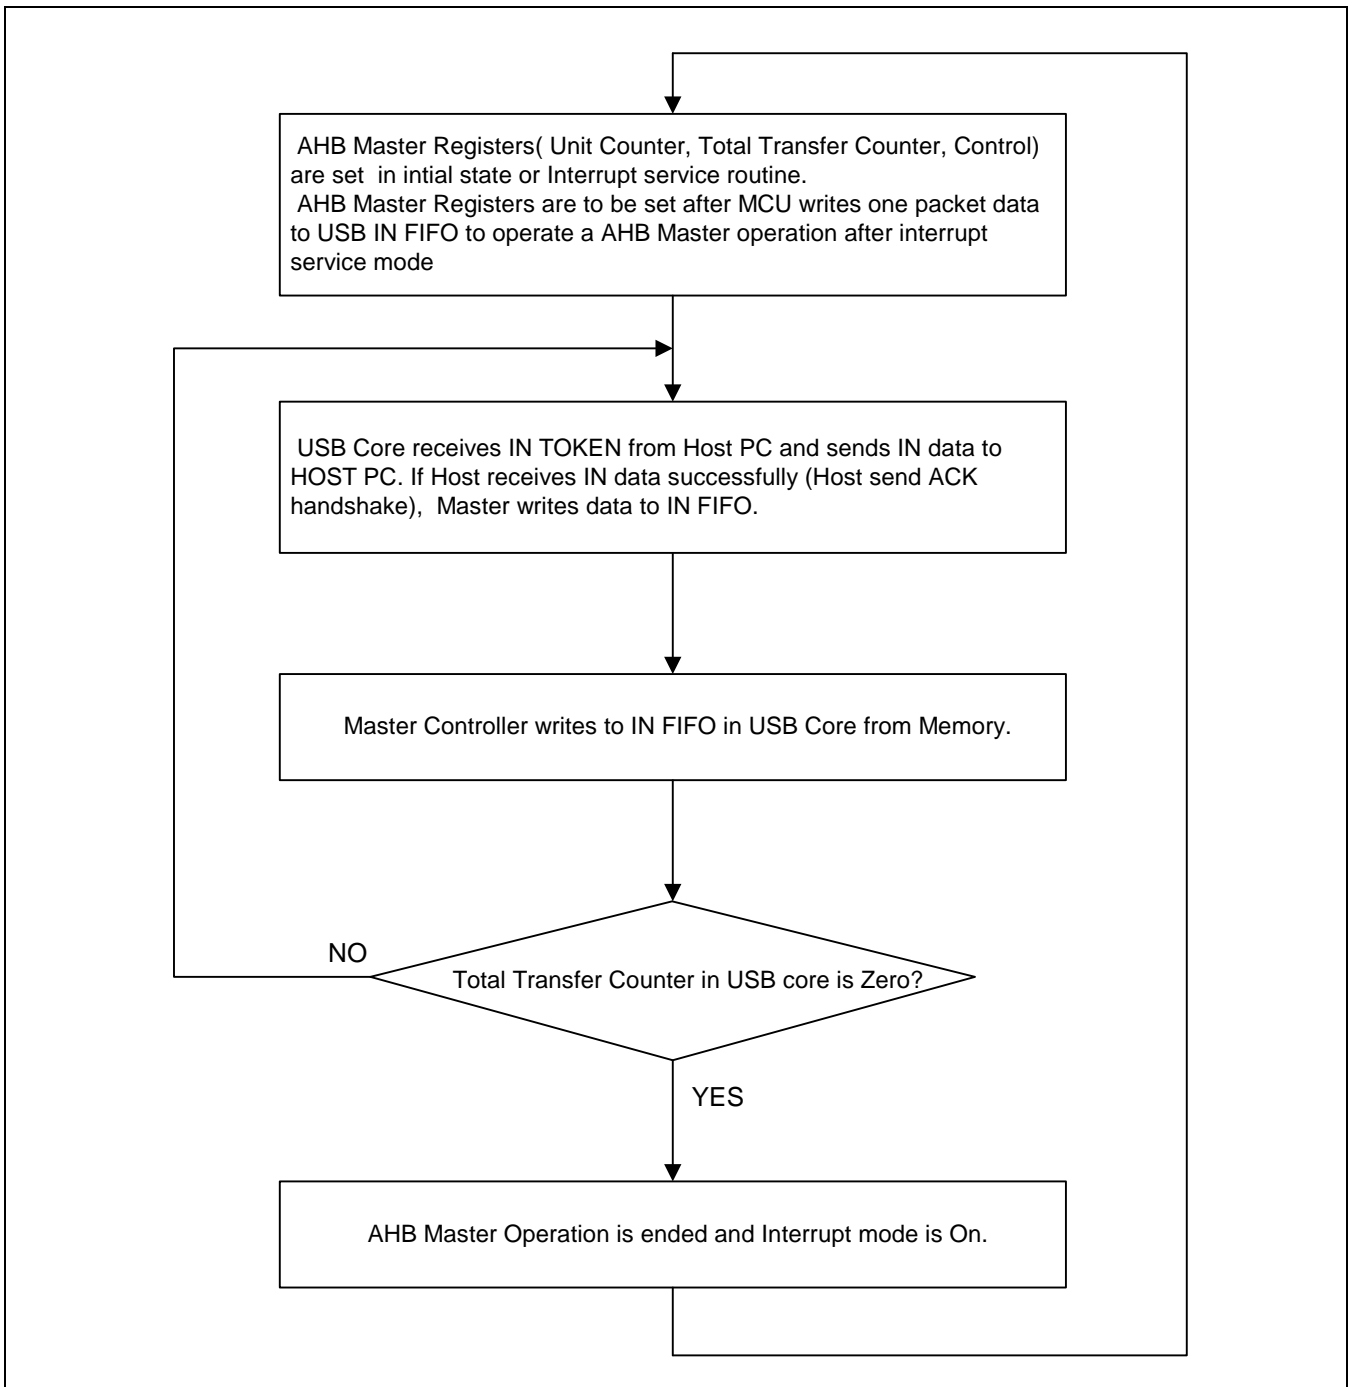 AHB Master Registers( Unit Counter, Total Transfer Counter, Control)
are set  in intial state or Interrupt service routine.
AHB Master Registers are to be set after MCU writes one packet data
to USB IN FIFO to operate a AHB Master operation after interrupt
service mode
USB Core receives IN TOKEN from Host PC and sends IN data to
HOST PC. If Host receives IN data successfully (Host send ACK
handshake),  Master writes data to IN FIFO.
Master Controller writes to IN FIFO in USB Core from Memory.
NO
Total Transfer Counter in USB core is Zero?
YES
AHB Master Operation is ended and Interrupt mode is On.